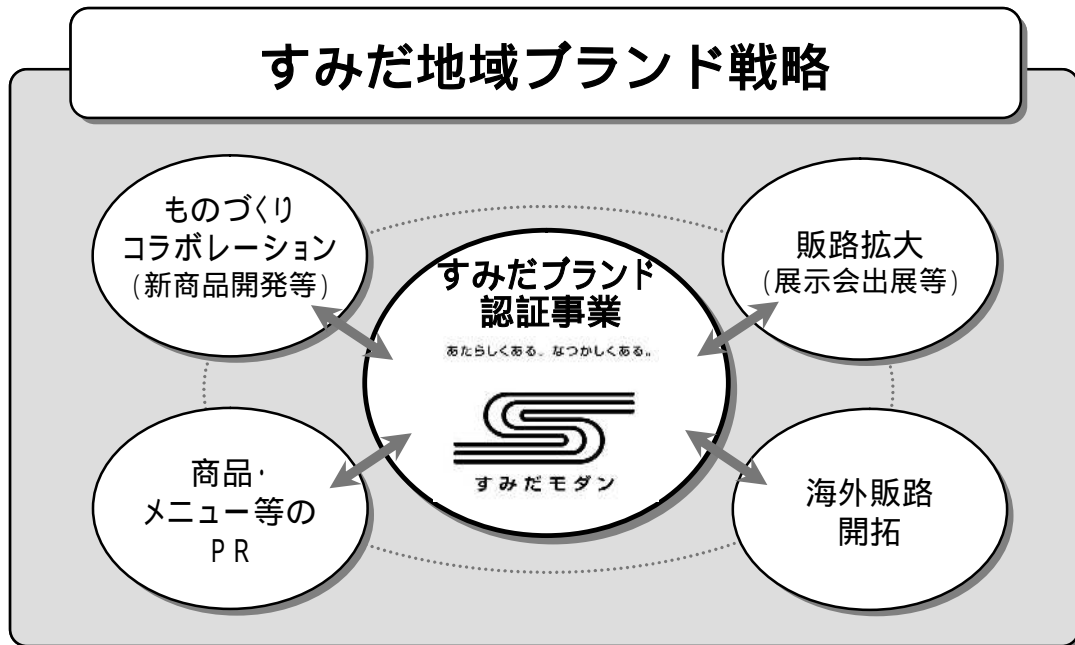 すみだ地域ブランド戦略
ものづくり
コラボレーション
(新商品開発等)
販路拡大
(展示会出展等)
すみだブランド
認証事業
あたらしくある。なつかしくある。
すみだモダン
商品・
メニュー等の
PR
海外販路
開拓